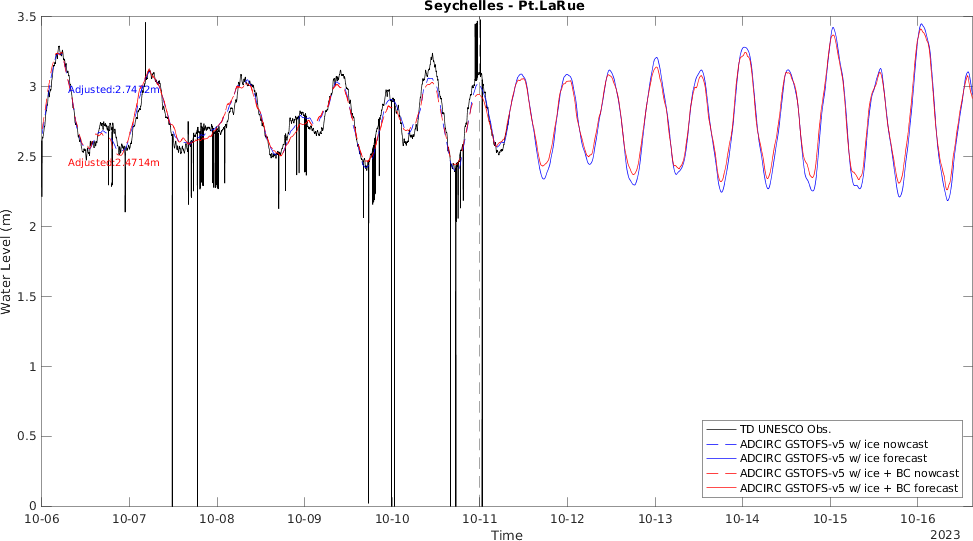 Seychelles - Pt.LaRue
3.5
3
2.5
2
1.5
1
0.5
0
Water Level (m)
Adjusted:2.7412m
Adjusted:2.4714m
TD UNESCO Obs.
ADCIRC GSTOFS-v5 w/ ice nowcast
ADCIRC GSTOFS-v5 w/ ice forecast
ADCIRC GSTOFS-v5 w/ ice + BC nowcast
ADCIRC GSTOFS-v5 w/ ice + BC forecast
10-06 10-07 10-08 10-09 10-10 10-11 10-12 10-13 10-14 10-15 10-16
Time
2023